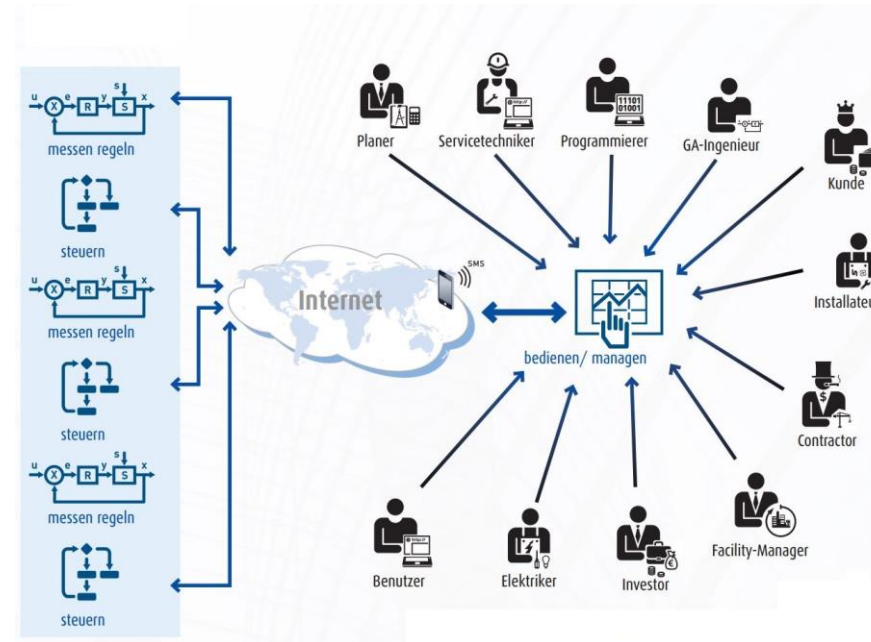 u e y s x
X R S
messen regeln
steuern
u e y s x
X R S
messen regeln
steuern
u e y s x
X R S
messen regeln
steuern
Internet
SMS
bedienen/ managen
Planer
Servicetechniker
Programmierer
11101
01001
GA-Ingenieur
Kunde
Installateu
$
Contractor
Facility-Manager
Investor
Elektriker
Benutzer